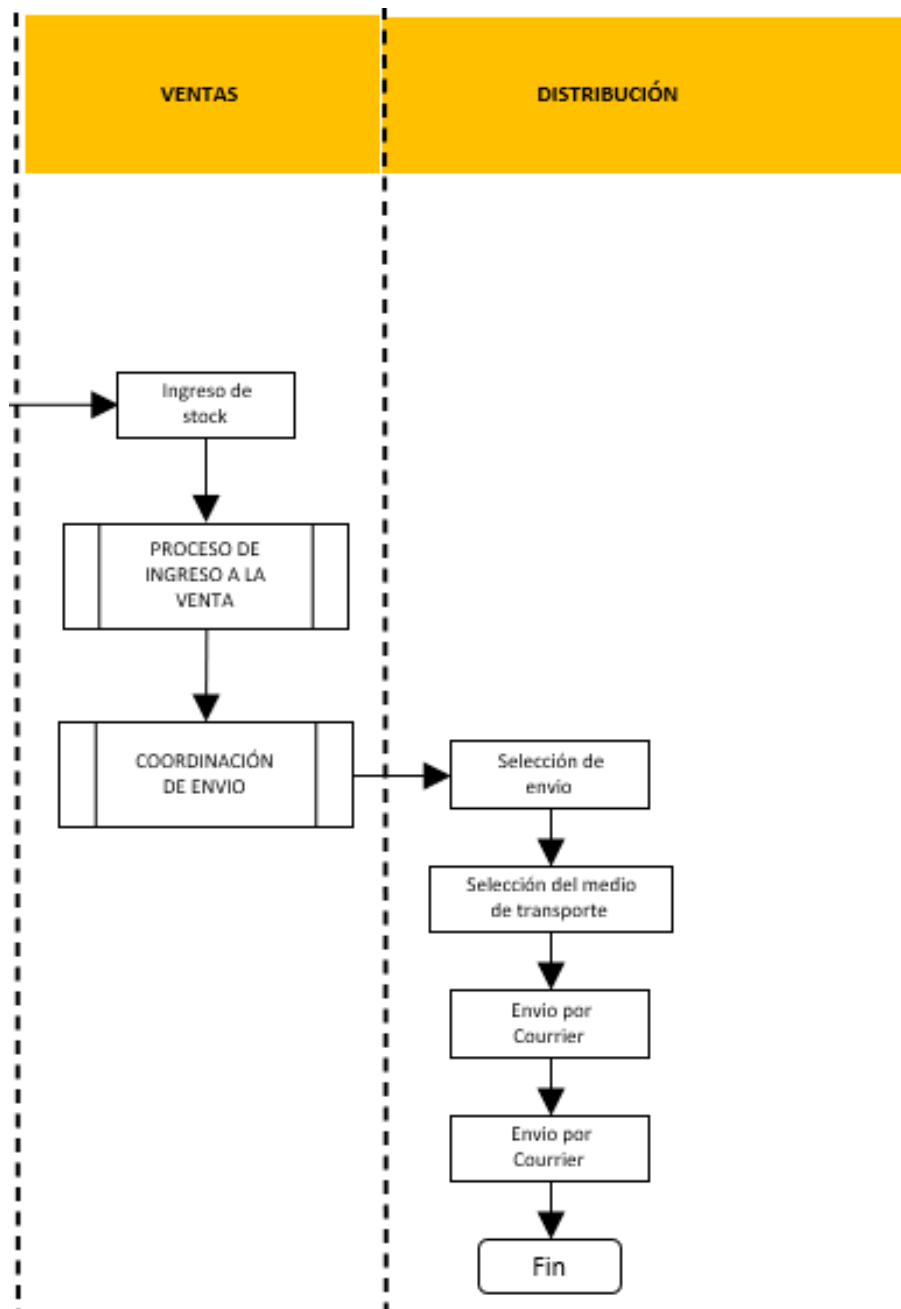 VENTAS
DISTRIBUCIÓN
Ingreso de
stock
PROCESO DE
INGRESO A LA
VENTA
COORDINACIÓN
DE ENVIO
Selección de
envio
Selección del medio
de transporte
Envio por
Courrier
Envio por
Courrier
Fin